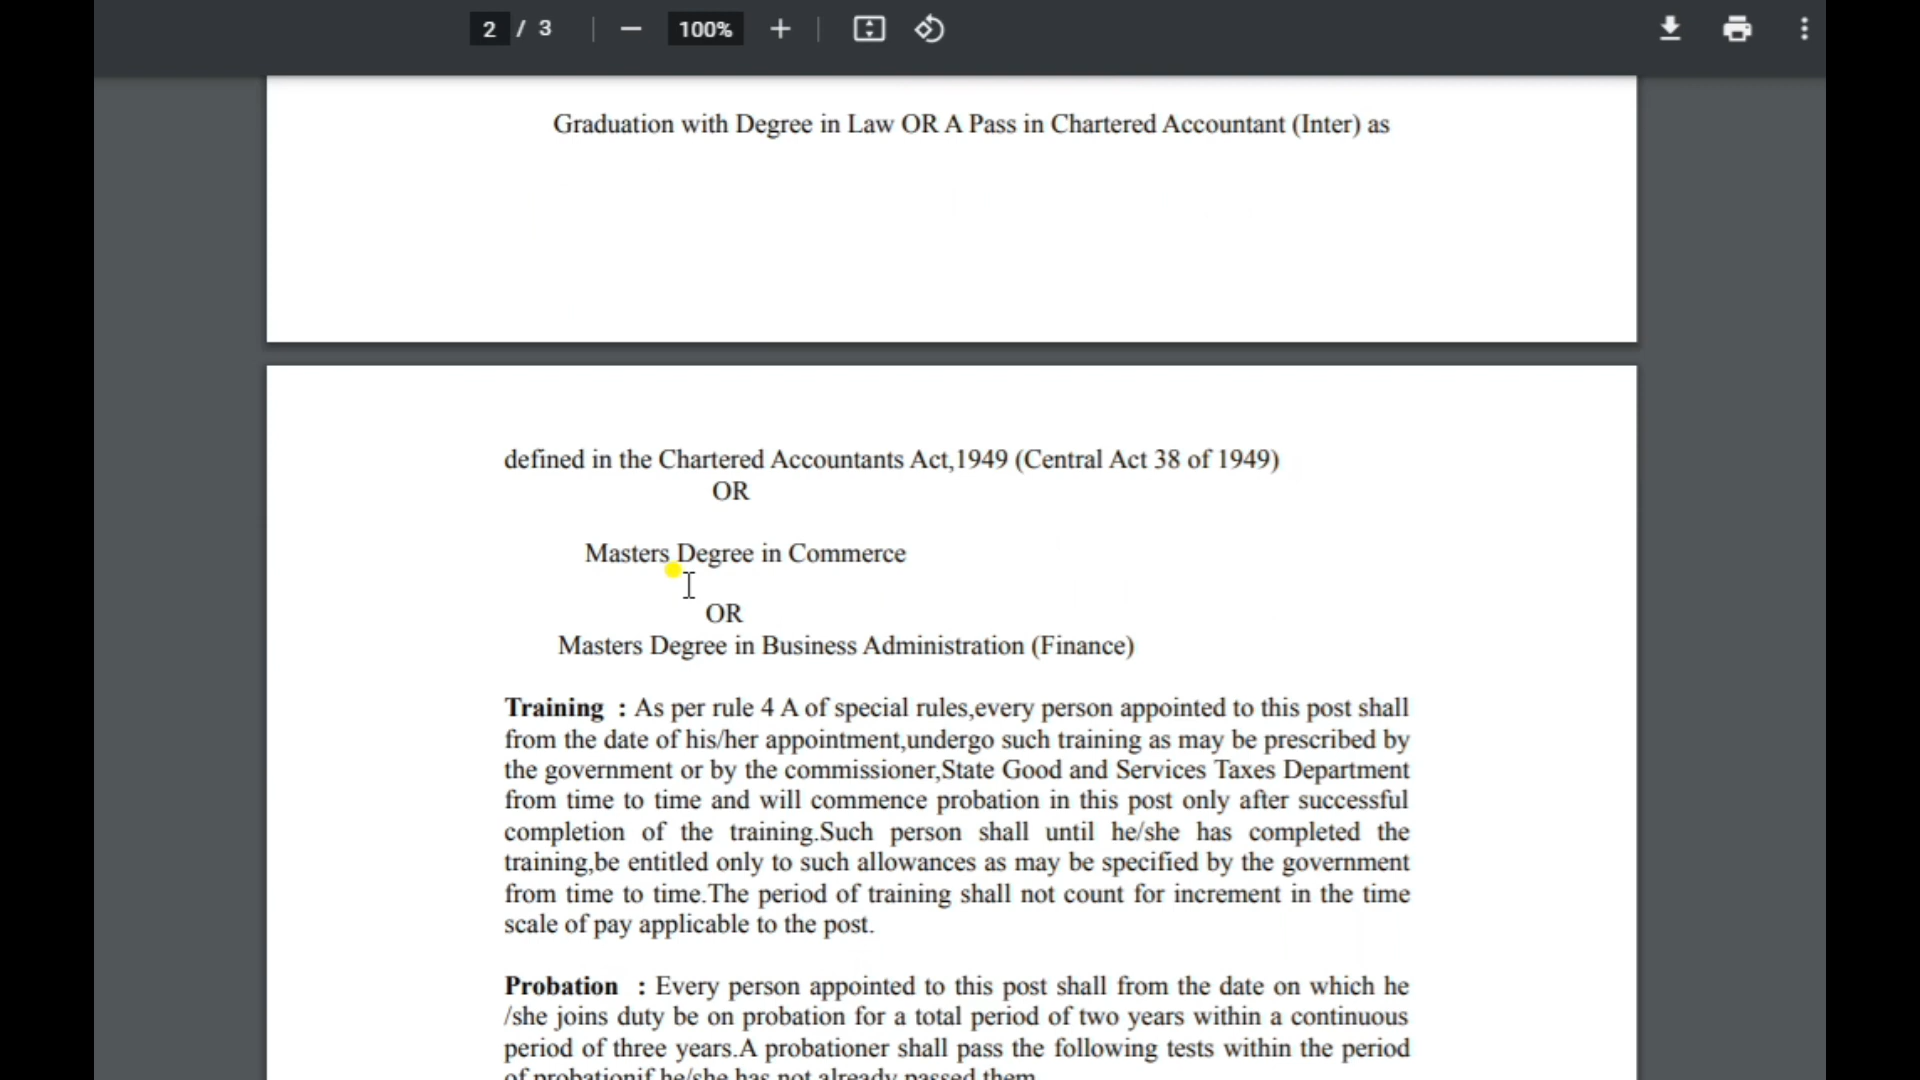 2 / 3 100%
Graduation with Degree in Law OR A Pass in Chartered Accountant (Inter) as
defined in the Chartered Accountants Act,1949 (Central Act 38 of 1949)
OR
Masters Degree in Commerce
OR
Masters Degree in Business Administration (Finance)
Training : As per rule 4 A of special rules,every person appointed to this post shall
from the date of his/her appointment,undergo such training as may be prescribed by
the government or by the commissioner,State Good and Services Taxes Department
from time to time and will commence probation in this post only after successful
completion of the training.Such person shall until he/she has completed the
training,be entitled only to such allowances as may be specified by the government
from time to time.The period of training shall not count for increment in the time
scale of pay applicable to the post.
Probation : Every person appointed to this post shall from the date on which he
/she joins duty be on probation for a total period of two years within a continuous
period of three years.A probationer shall pass the following tests within the period
of probationif he/she has not already passed them